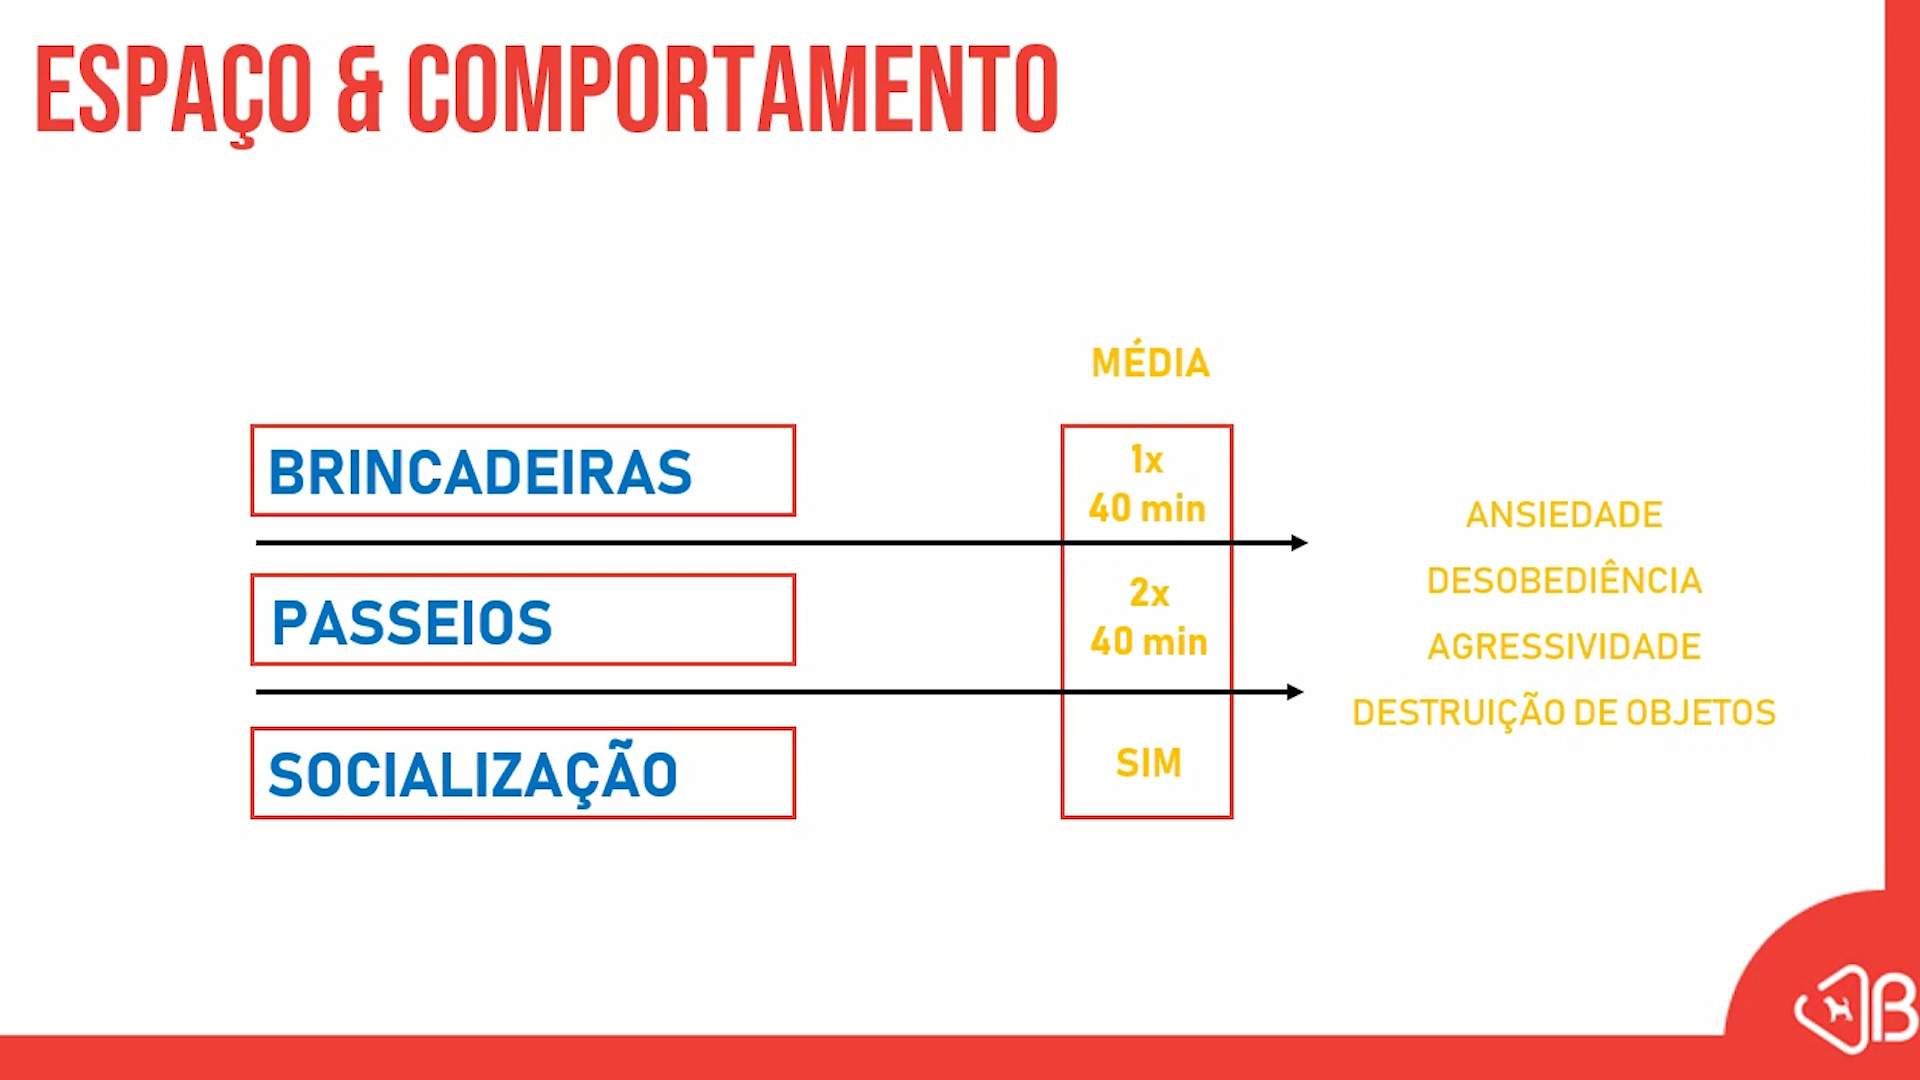 ESPAÇO & COMPORTAMENTO
MÉDIA
BRINCADEIRAS
1x
40 min
PASSEIOS
2x
40 min
SOCIALIZAÇÃO
SIM
ANSIEDADE
DESOBEDIÊNCIA
AGRESSIVIDADE
DESTRUIÇÃO DE OBJETOS
B